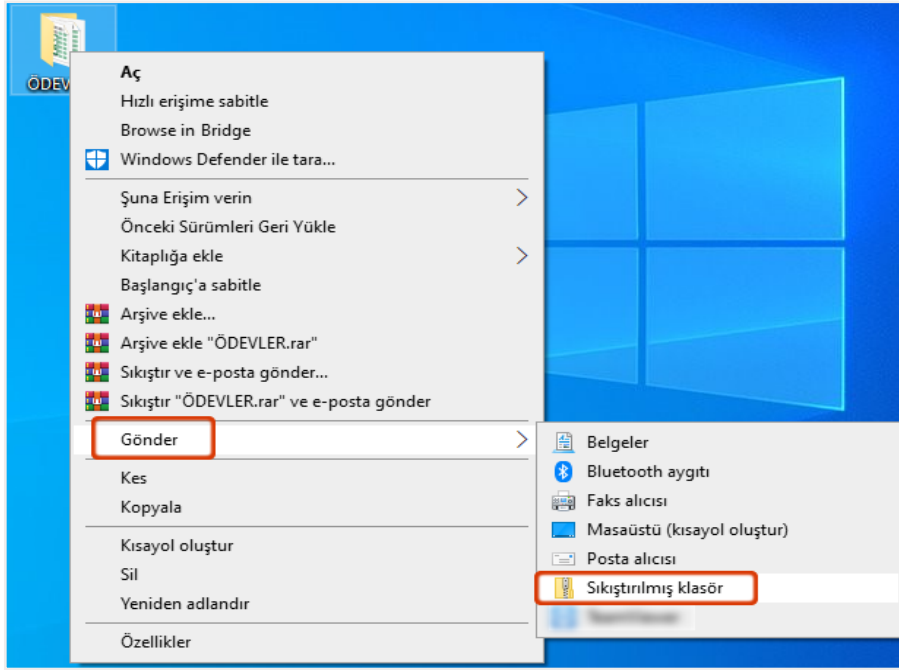 Aç
Hızlı erişime sabitle
Browse in Bridge
Windows Defender ile tara...
Şuna Erişim verin
Önceki Sürümleri Geri Yükle
Kitaplığa ekle
Başlangıç'a sabitle
Arşive ekle...
Arşive ekle "ÖDEVLER.rar"
Sıkıştır ve e-posta gönder...
Sıkıştır "ÖDEVLER.rar" ve e-posta gönder
Gönder
Kes
Kopyala
Kısayol oluştur
Sil
Yeniden adlandır
Özellikler
Belgeler
Bluetooth aygıtı
Faks alıcısı
Masaüstü (kısayol oluştur)
Posta alıcısı
Sıkıştırılmış klasör